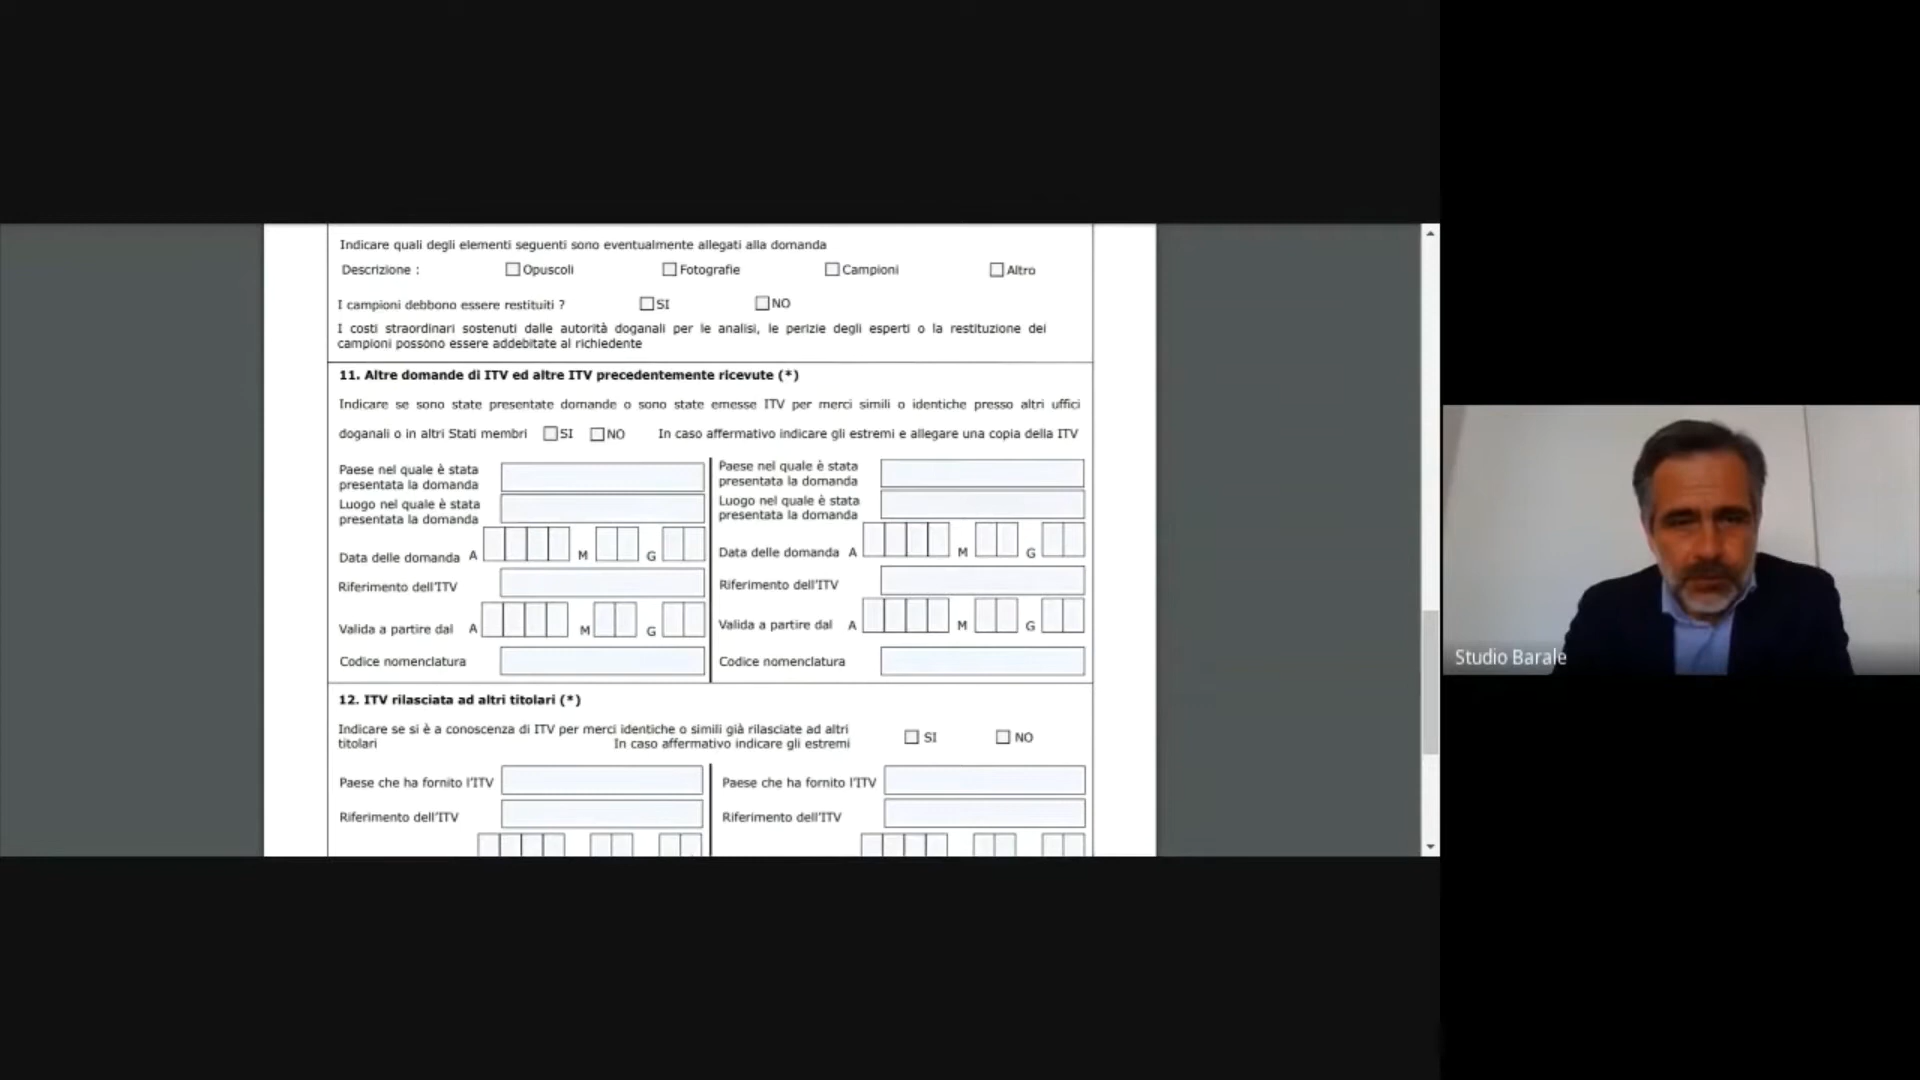 Indicare quali degli elementi seguenti sono eventualmente allegati alla domanda
Descrizione : Opuscoli Fotografie Campioni Altro
I campioni debbono essere restituiti ? SI NO
I costi straordinari sostenuti dalle autorità doganali per le analisi, le perizie degli esperti o la restituzione dei
campioni possono essere addebitate al richiedente
11. Altre domande di ITV ed altre ITV precedentemente ricevute (*)
Indicare se sono state presentate domande o sono state emesse ITV per merci simili o identiche presso altri uffici
doganali o in altri Stati membri SI NO In caso affermativo indicare gli estremi e allegare una copia della ITV
Paese nel quale è stata
presentata la domanda
Luogo nel quale è stata
presentata la domanda
Data delle domanda A M G
Riferimento dell'ITV
Valida a partire dal A M G
Codice nomenclatura
Paese nel quale è stata
presentata la domanda
Luogo nel quale è stata
presentata la domanda
Data delle domanda A M G
Riferimento dell'ITV
Valida a partire dal A M G
Codice nomenclatura
12. ITV rilasciata ad altri titolari (*)
Indicare se si è a conoscenza di ITV per merci identiche o simili già rilasciate ad altri
titolari In caso affermativo indicare gli estremi SI NO
Paese che ha fornito l'ITV
Riferimento dell'ITV
Paese che ha fornito l'ITV
Riferimento dell'ITV
Studio Barale